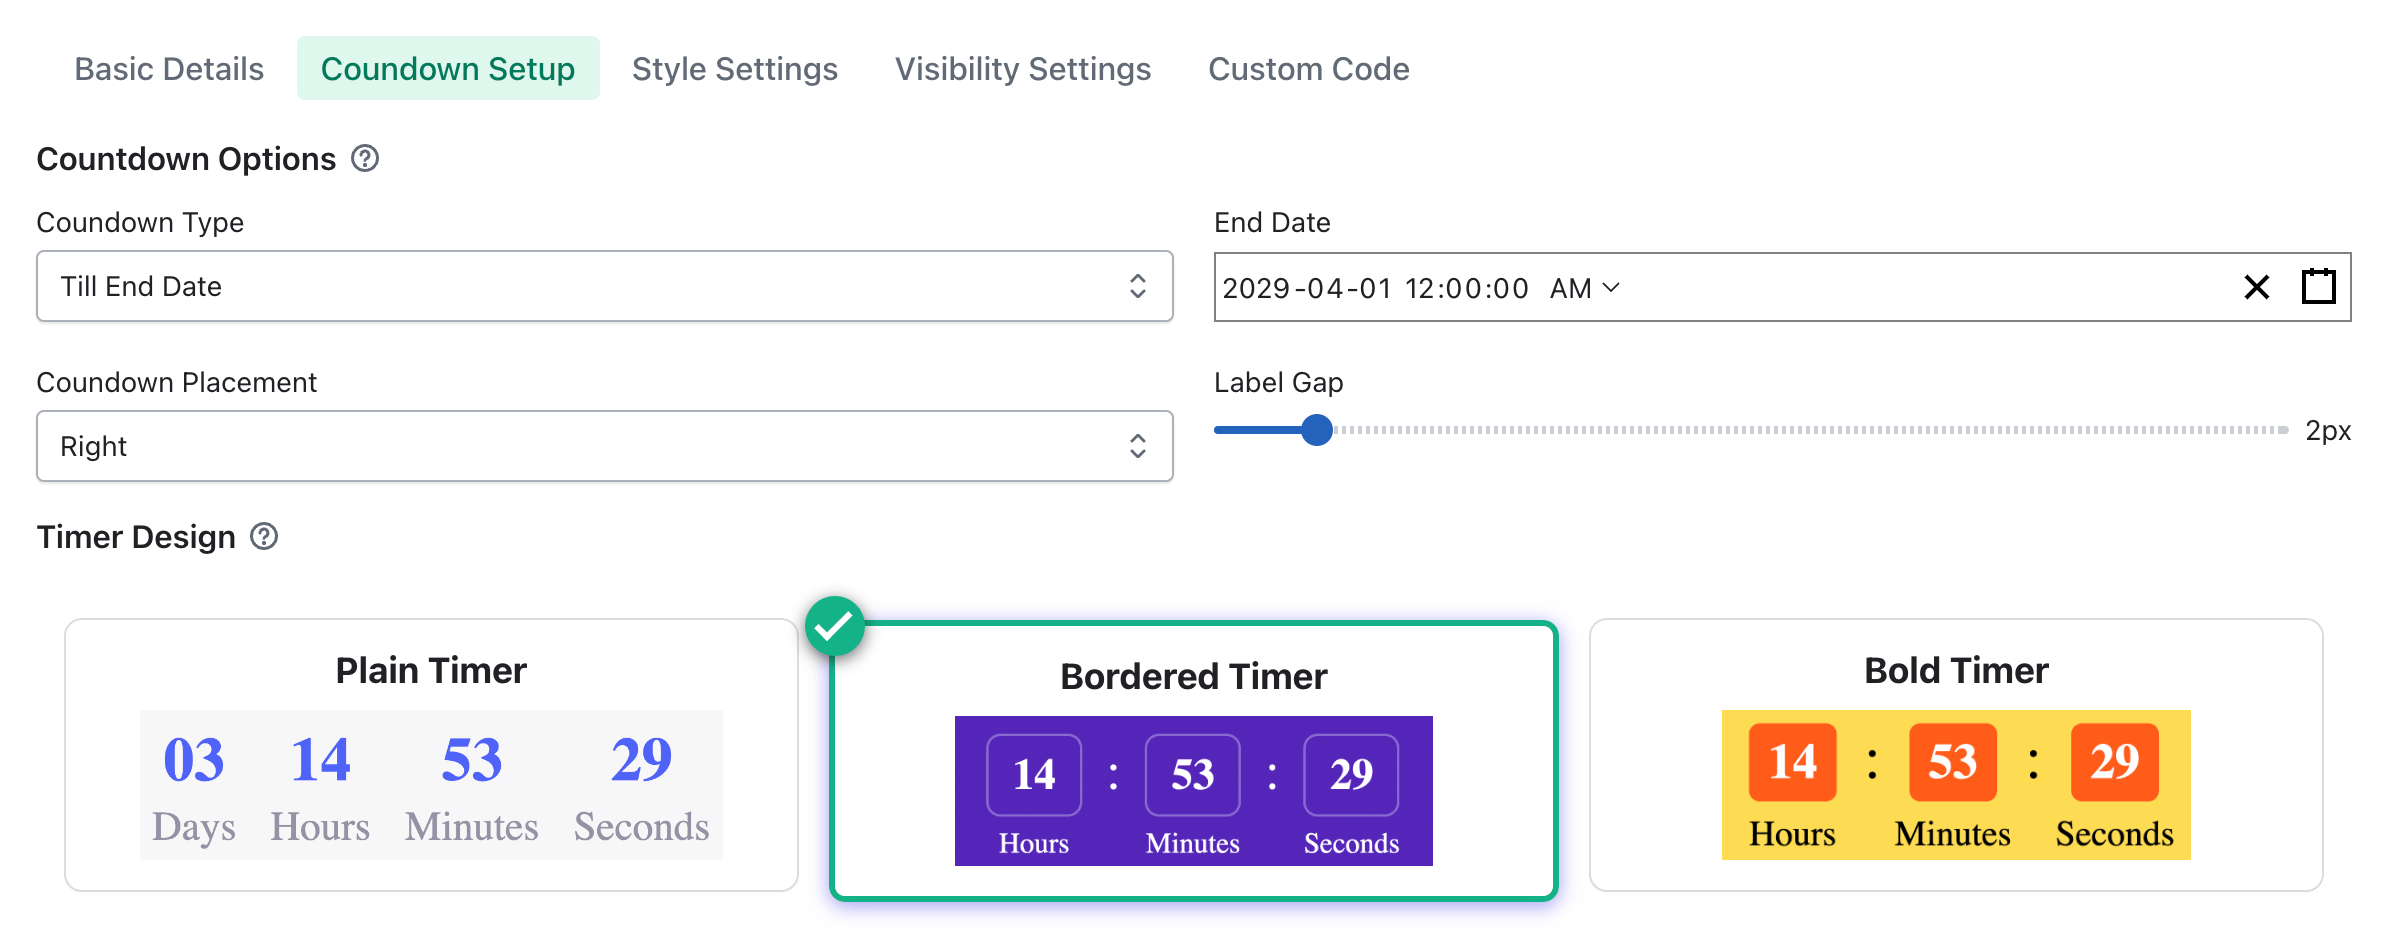 Basic Details Coundown Setup Style Settings Visibility Settings Custom Code
Countdown Options ?
Coundown Type
Till End Date
End Date
2029-04-01 12:00:00 AM
Coundown Placement
Right
Label Gap
2px
Timer Design ?
Plain Timer
03 14 53 29
Days Hours Minutes Seconds
Bordered Timer
14 : 53 : 29
Hours Minutes Seconds
Bold Timer
14 : 53 : 29
Hours Minutes Seconds